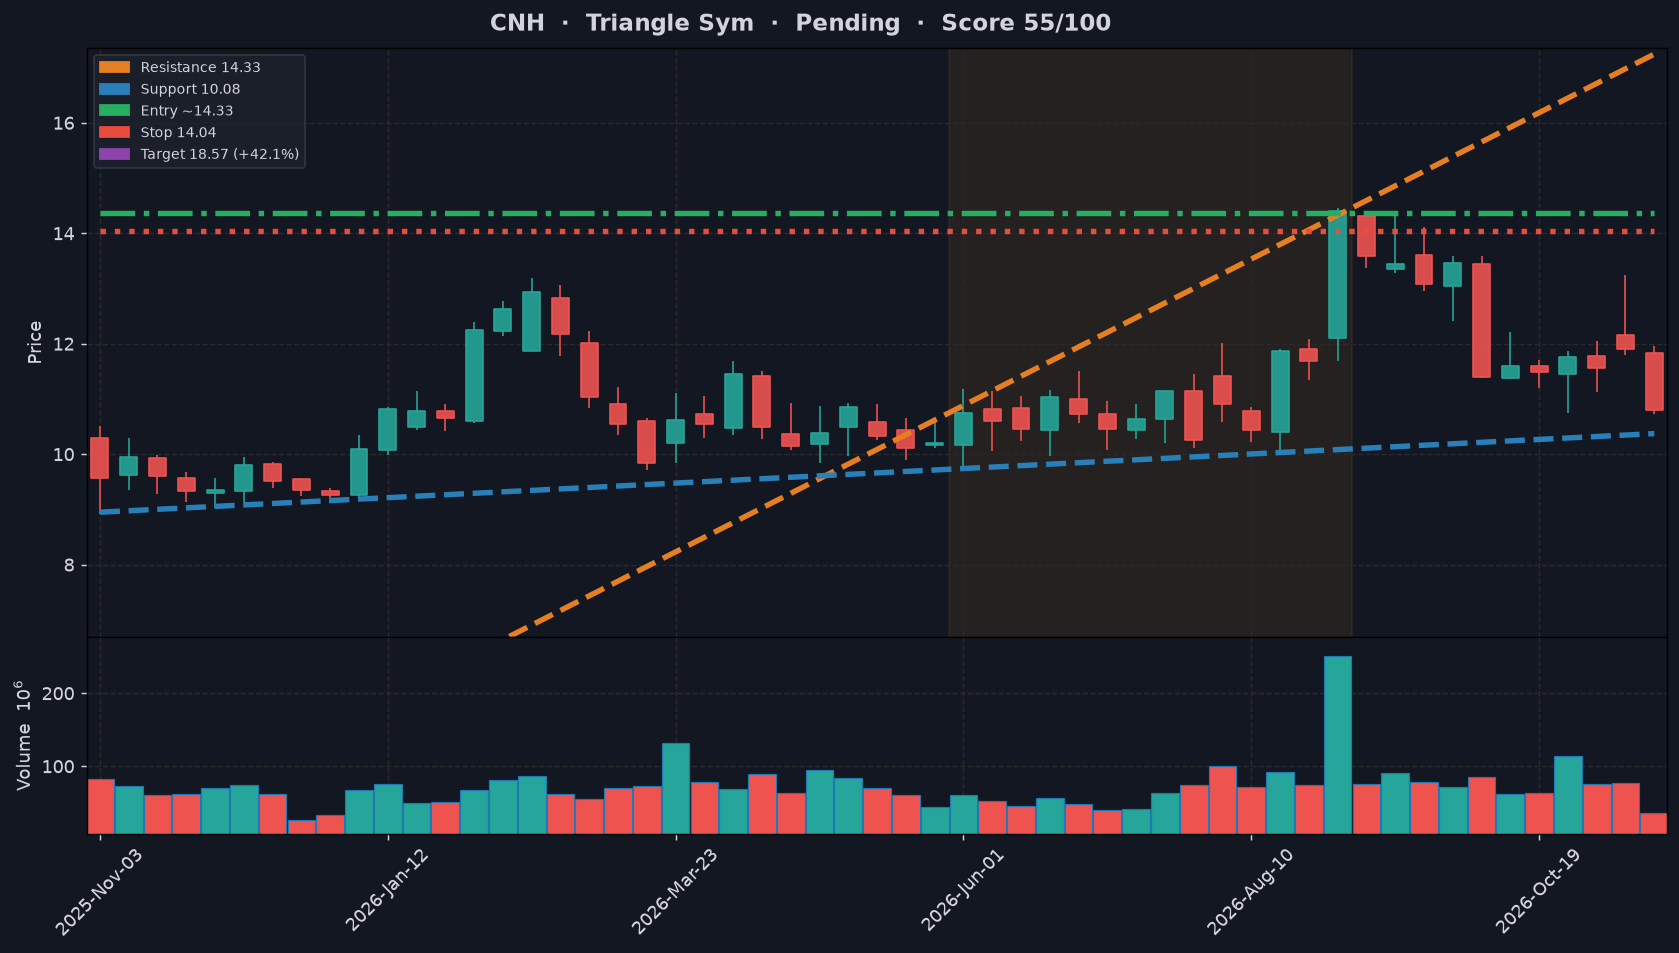 CNH · Triangle Sym · Pending · Score 55/100
Resistance 14.33
Support 10.08
Entry ~14.33
Stop 14.04
Target 18.57 (+42.1%)
16
14
12
10
8
Price
200
100
Volume 10⁶
2025-Nov-03
2026-Jan-12
2026-Mar-23
2026-Jun-01
2026-Aug-10
2026-Oct-19